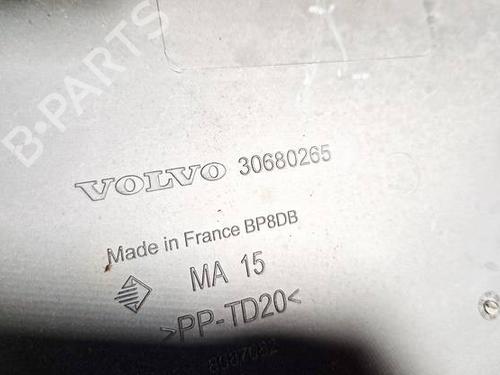 B-PARTS
VOLVO 30680265
Made in France BP8DB
MA 15
>PP-TD20<